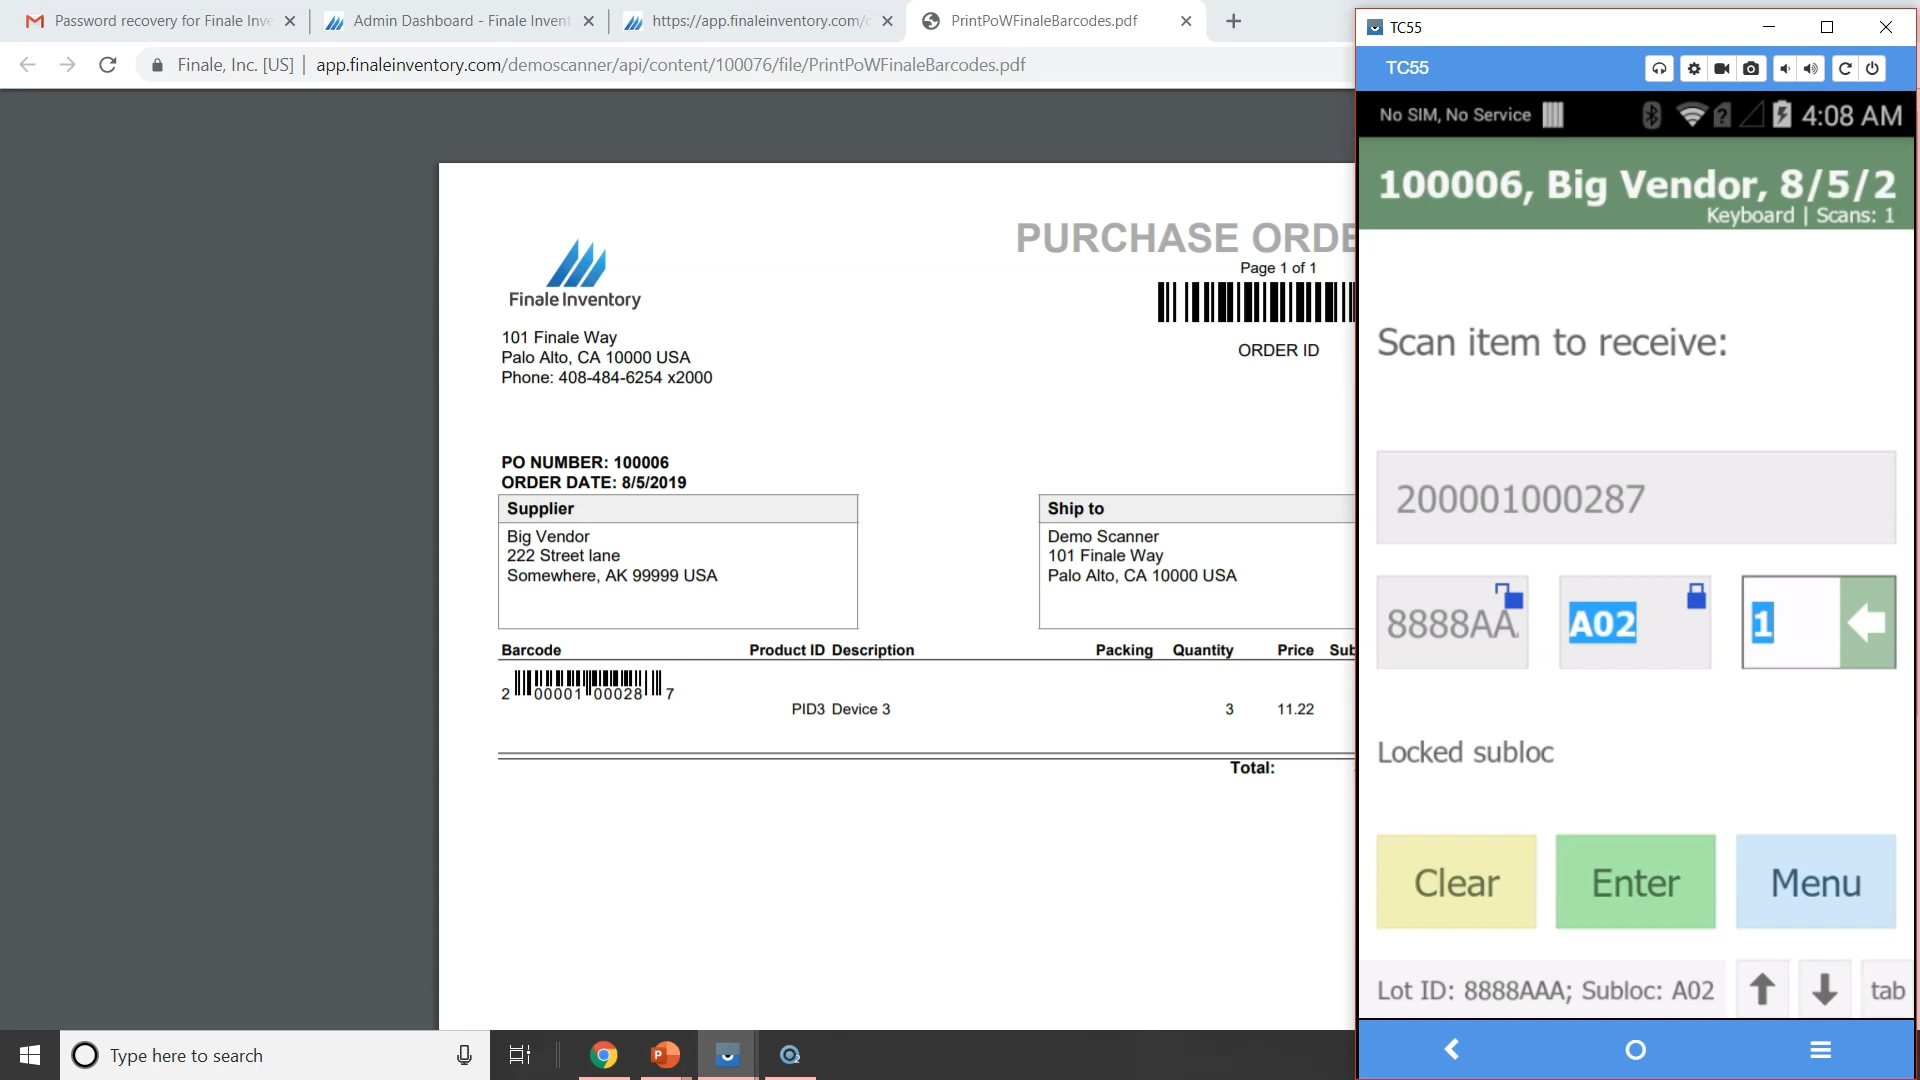 Password recovery for Finale Inve
Admin Dashboard - Finale Invent
https://app.finaleinventory.com/
PrintPoWFinaleBarcodes.pdf
Finale, Inc. [US] | app.finaleinventory.com/demoscanner/api/content/100076/file/PrintPoWFinaleBarcodes.pdf
PURCHASE ORDE
Page 1 of 1
ORDER ID
Finale Inventory
101 Finale Way
Palo Alto, CA 10000 USA
Phone: 408-484-6254 x2000
PO NUMBER: 100006
ORDER DATE: 8/5/2019
Supplier
Big Vendor
222 Street lane
Somewhere, AK 99999 USA
Ship to
Demo Scanner
101 Finale Way
Palo Alto, CA 10000 USA
Barcode Product ID Description Packing Quantity Price Sub
2 00001 00028 7
PID3 Device 3 3 11.22
Total:
Type here to search
TC55
TC55
No SIM, No Service 4:08 AM
100006, Big Vendor, 8/5/2
Keyboard | Scans: 1
Scan item to receive:
200001000287
8888AA A02 1
Locked subloc
Clear Enter Menu
Lot ID: 8888AAA; Subloc: A02 tab